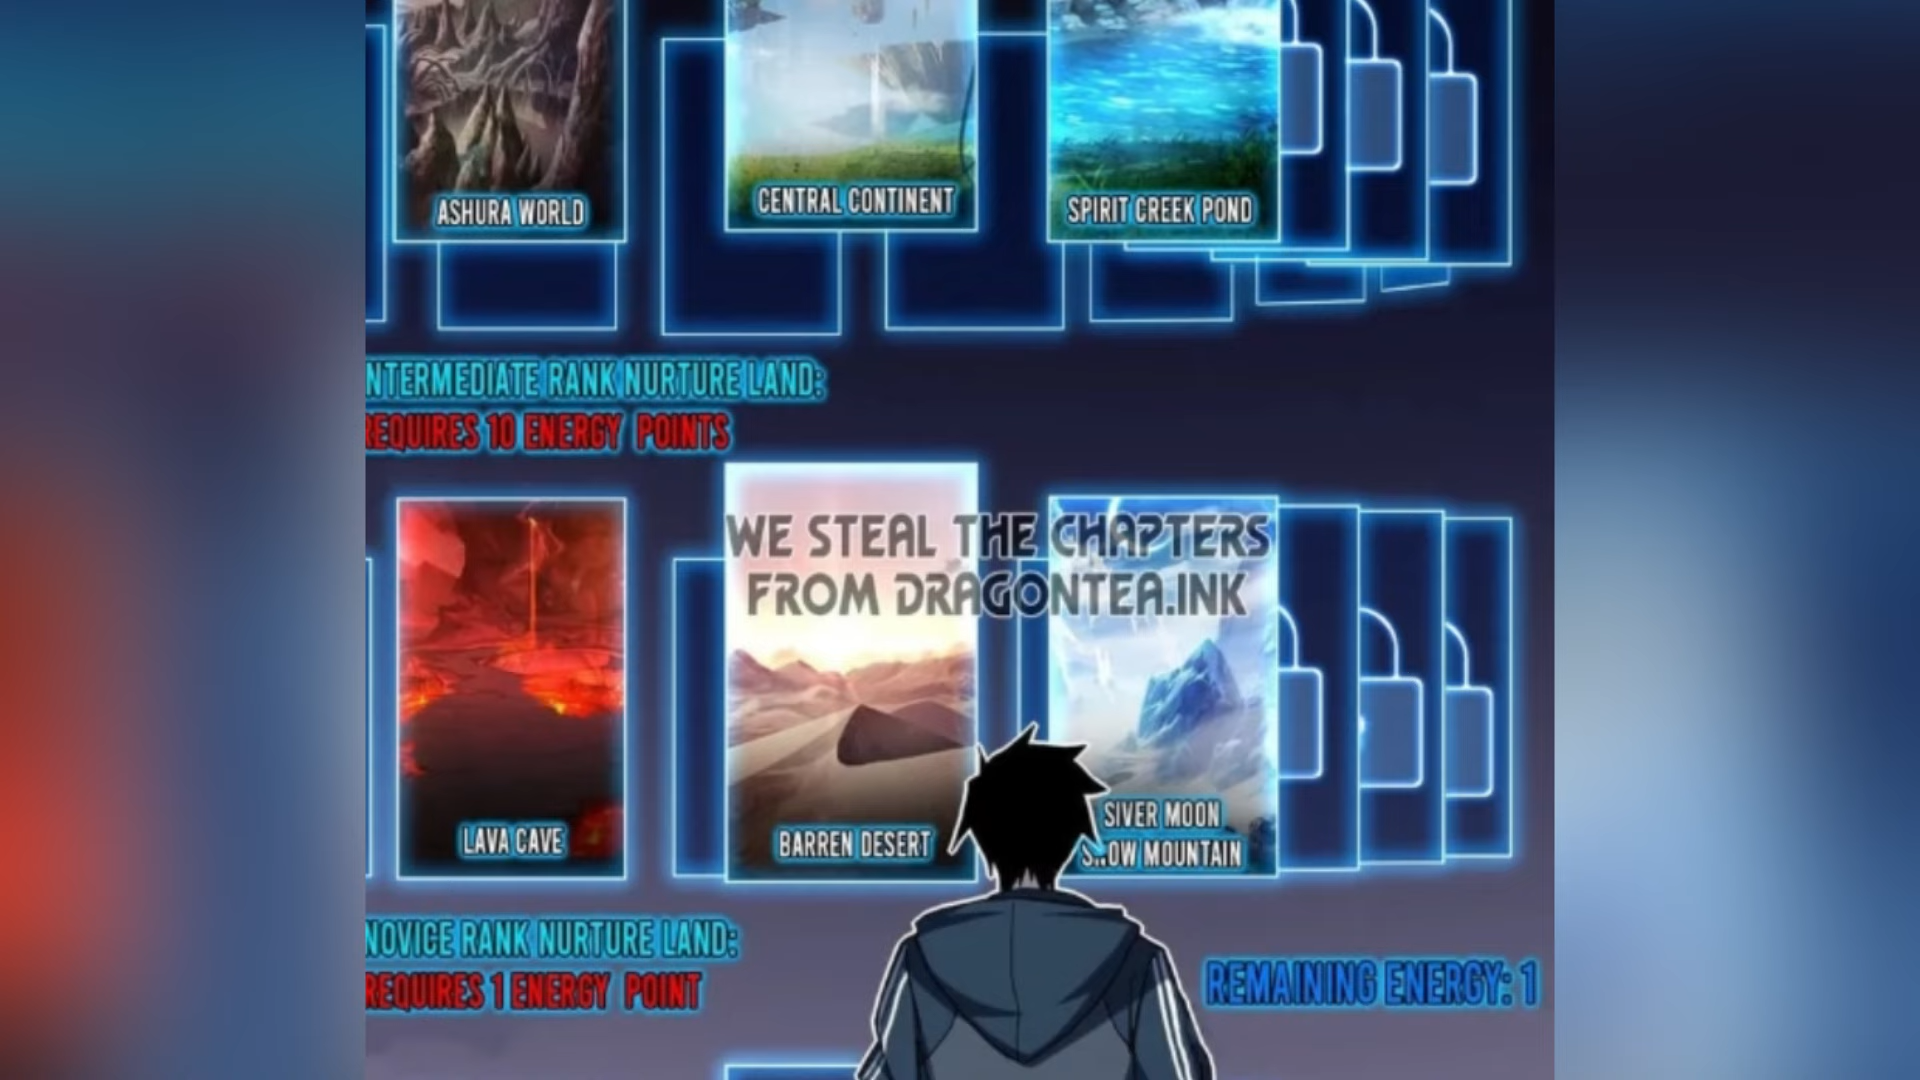 ASHURA WORLD
CENTRAL CONTINENT
SPIRIT CREEK POND
NTERMEDIATE RANK NURTURE LAND:
REQUIRES 10 ENERGY POINTS
WE STEAL THE CHAPTERS
FROM DRAGONTEA.INK
LAVA CAVE
BARREN DESERT
SIVER MOON
SNOW MOUNTAIN
NOVICE RANK NURTURE LAND:
REQUIRES 1 ENERGY POINT
REMAINING ENERGY: 1